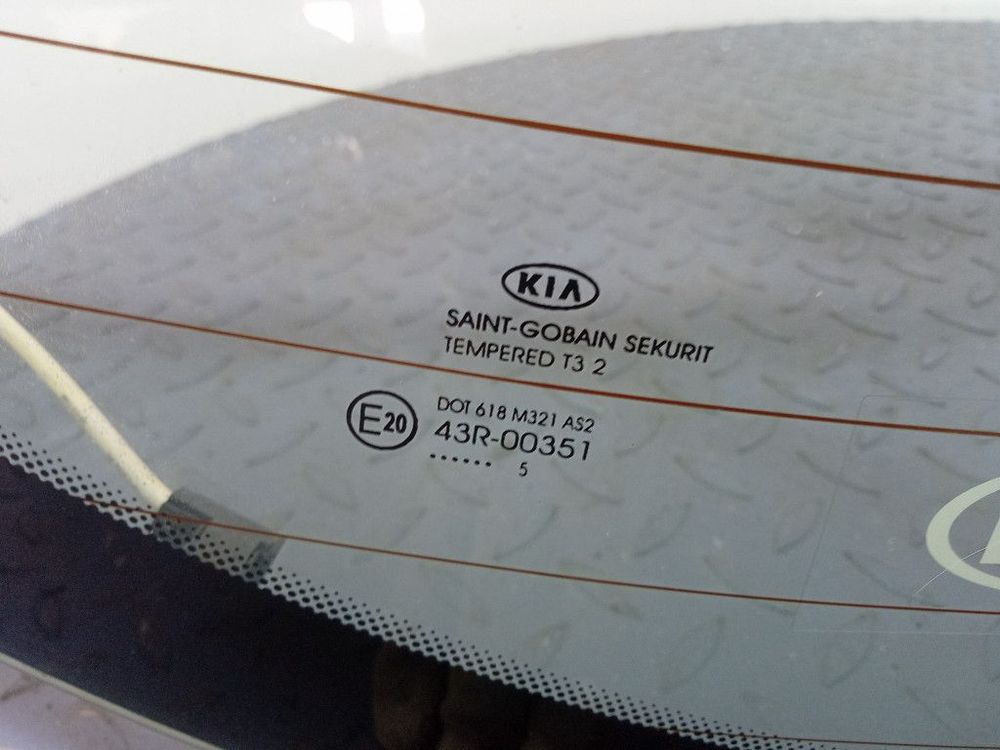 KIA
SAINT-GOBAIN SEKURIT
TEMPERED T3 2
E20
DOT 618 M321 AS2
43R-00351
...... 5